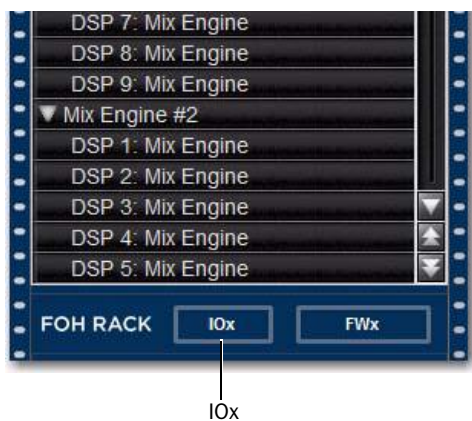 DSP 7: Mix Engine
DSP 8: Mix Engine
DSP 9: Mix Engine
Mix Engine #2
DSP 1: Mix Engine
DSP 2: Mix Engine
DSP 3: Mix Engine
DSP 4: Mix Engine
DSP 5: Mix Engine
FOH RACK IOx FWx
IOx